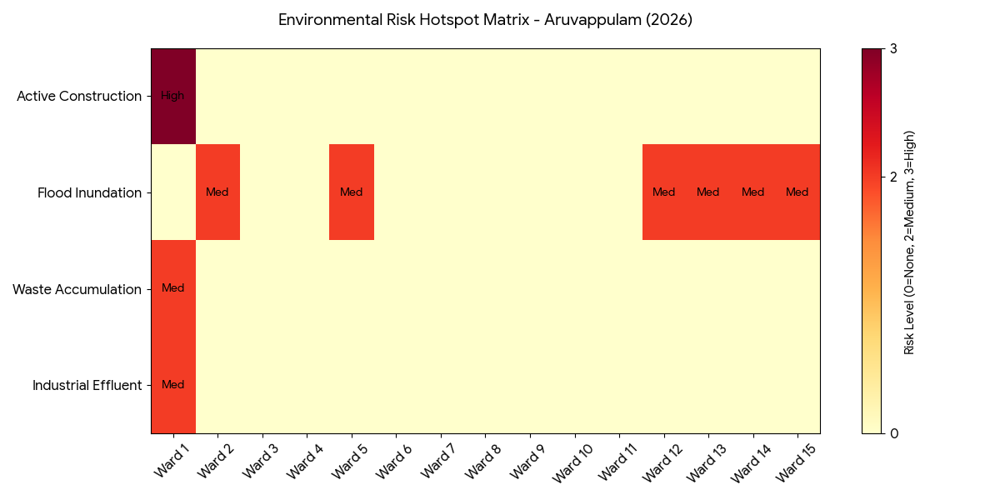 Environmental Risk Hotspot Matrix - Aruvappulam (2026)
Active Construction
High
Flood Inundation
Med Med Med Med Med Med
Waste Accumulation
Med
Industrial Effluent
Med
Ward 1 Ward 2 Ward 3 Ward 4 Ward 5 Ward 6 Ward 7 Ward 8 Ward 9 Ward 10 Ward 11 Ward 12 Ward 13 Ward 14 Ward 15
3
2
0
Risk Level (0=None, 2=Medium, 3=High)